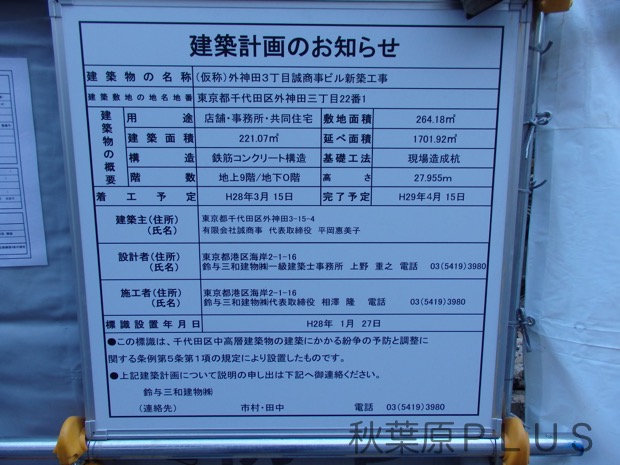 建築計画のお知らせ
建築物の名称 (仮称)外神田3丁目誠商事ビル新築工事
建築敷地の地名地番 東京都千代田区外神田三丁目22番1
建築物の概要
用途 店舗・事務所・共同住宅 敷地面積 264.18㎡
建築面積 221.07㎡ 延べ面積 1701.92㎡
構造 鉄筋コンクリート構造 基礎工法 現場造成杭
階数 地上9階/地下0階 高さ 27.955m
着工予定 H28年3月15日 完了予定 H29年4月15日
建築主(住所) 東京都千代田区外神田3-15-4
(氏名) 有限会社誠商事 代表取締役 平岡惠美子
設計者(住所) 東京都港区海岸2-1-16
(氏名) 鈴与三和建物㈱一級建築士事務所 上野 重之 電話 03(5419)3980
施工者(住所) 東京都港区海岸2-1-16
(氏名) 鈴与三和建物㈱代表取締役 相澤 隆 電話 03(5419)3980
標識設置年月日 H28年 1月 27日
●この標識は、千代田区中高層建築物の建築にかかる紛争の予防と調整に
関する条例第5条第1項の規定により設置したものです。
●上記建築計画について説明の申し出は下記へ御連絡ください。
鈴与三和建物㈱
(連絡先) 市村・田中 電話 03(5419)3980
秋葉原PLUS